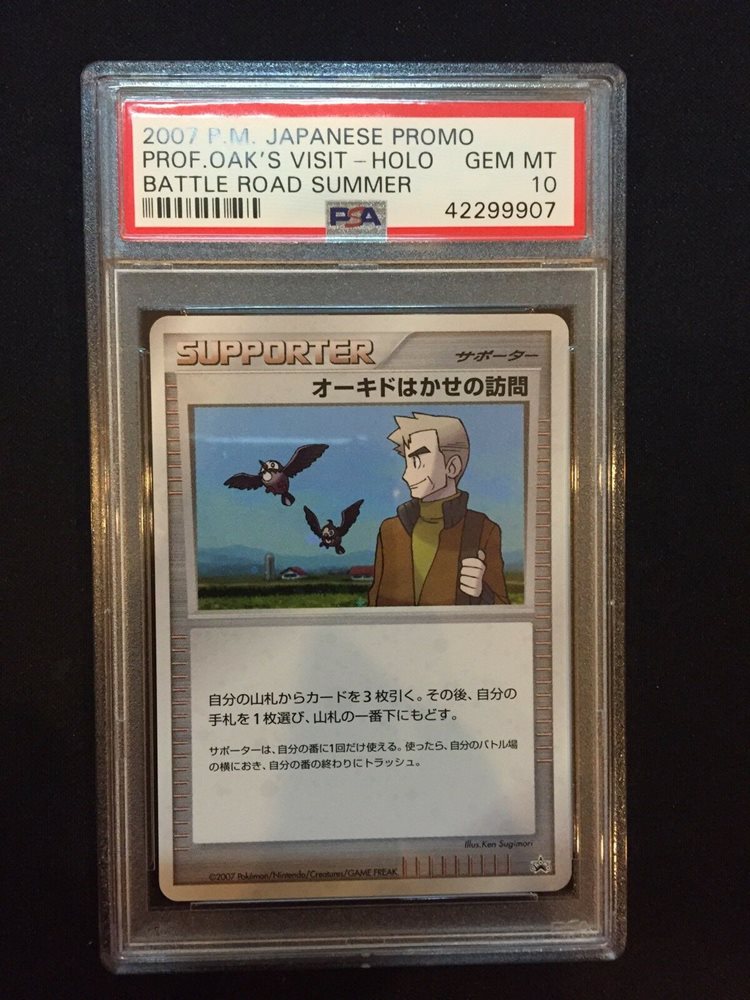 2007 P.M. JAPANESE PROMO
PROF.OAK'S VISIT-HOLO GEM MT
BATTLE ROAD SUMMER 10
PSA 42299907
SUPPORTER サポーター
オーキドはかせの訪問
自分の山札からカードを3枚引く。その後、自分の
手札を1枚選び、山札の一番下にもどす。
サポーターは、自分の番に1回だけ使える。使ったら、自分のバトル場
の横におき、自分の番の終わりにトラッシュ。
Illus.Ken Sugimori
©2007 Pokémon/Nintendo/Creatures/GAME FREAK